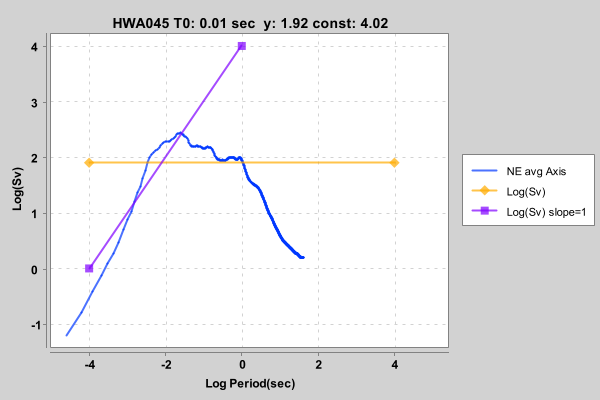 HWA045 T0: 0.01 sec  y: 1.92 const: 4.02
4
3
2
1
0
-1
Log(Sv)
-4
-2
0
2
4
Log Period(sec)
NE avg Axis
Log(Sv)
Log(Sv) slope=1